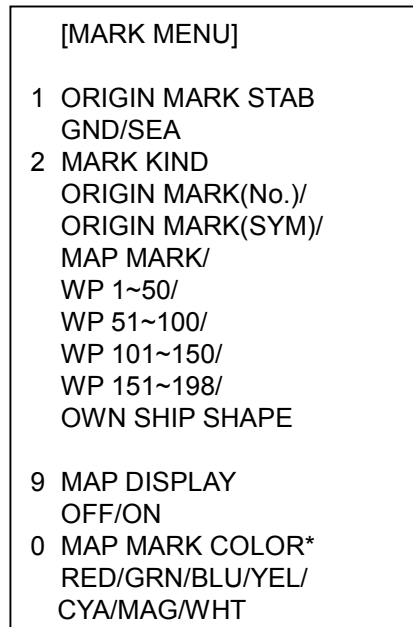 [MARK MENU]
1 ORIGIN MARK STAB
GND/SEA
2 MARK KIND
ORIGIN MARK(No.)/
ORIGIN MARK(SYM)/
MAP MARK/
WP 1~50/
WP 51~100/
WP 101~150/
WP 151~198/
OWN SHIP SHAPE
9 MAP DISPLAY
OFF/ON
0 MAP MARK COLOR*
RED/GRN/BLU/YEL/
CYA/MAG/WHT